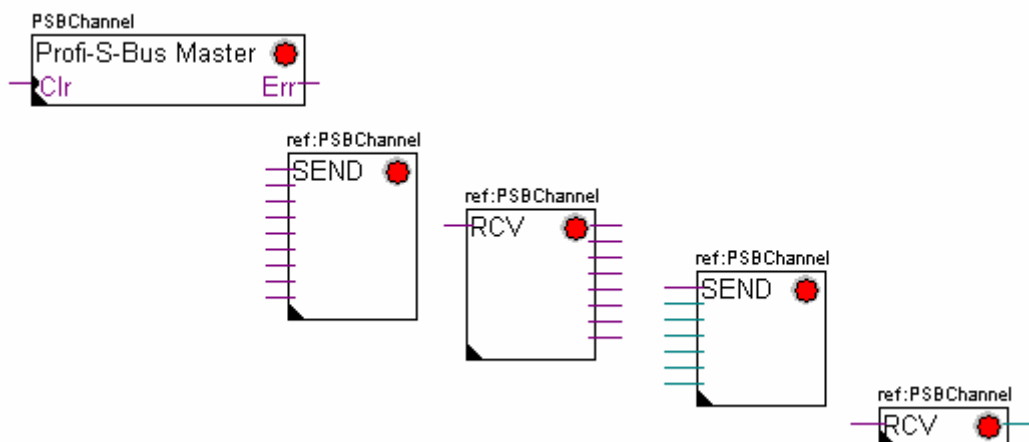 PSBChannel
Profi-S-Bus Master
Clr Err
ref:PSBChannel
SEND
ref:PSBChannel
RCV
ref:PSBChannel
SEND
ref:PSBChannel
RCV